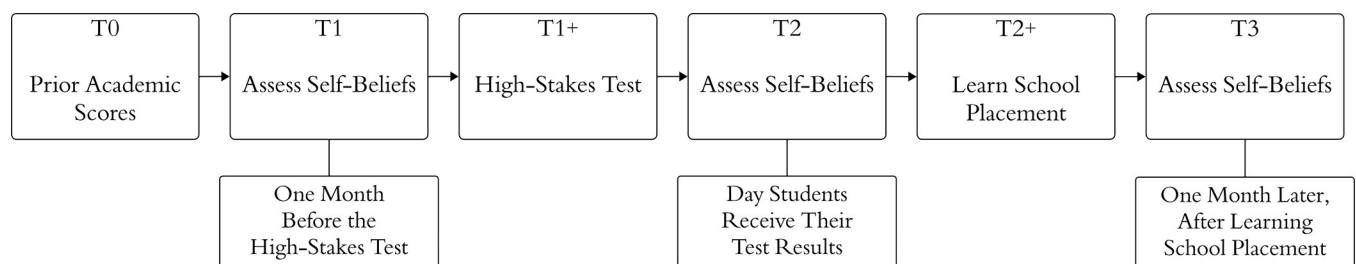 T0
Prior Academic
Scores
T1
Assess Self-Beliefs
T1+
High-Stakes Test
T2
Assess Self-Beliefs
T2+
Learn School
Placement
T3
Assess Self-Beliefs
One Month
Before the
High-Stakes Test
Day Students
Receive Their
Test Results
One Month Later,
After Learning
School Placement